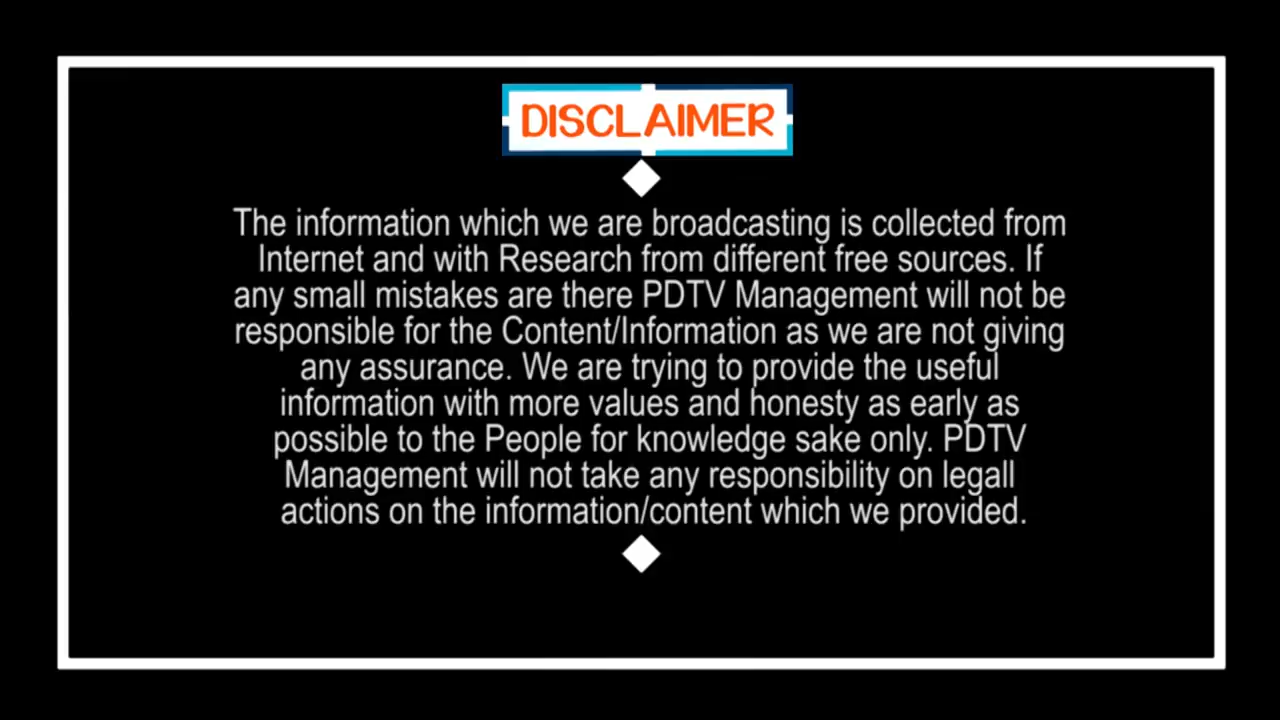 DISCLAIMER
The information which we are broadcasting is collected from
Internet and with Research from different free sources. If
any small mistakes are there PDTV Management will not be
responsible for the Content/Information as we are not giving
any assurance. We are trying to provide the useful
information with more values and honesty as early as
possible to the People for knowledge sake only. PDTV
Management will not take any responsibility on legall
actions on the information/content which we provided.